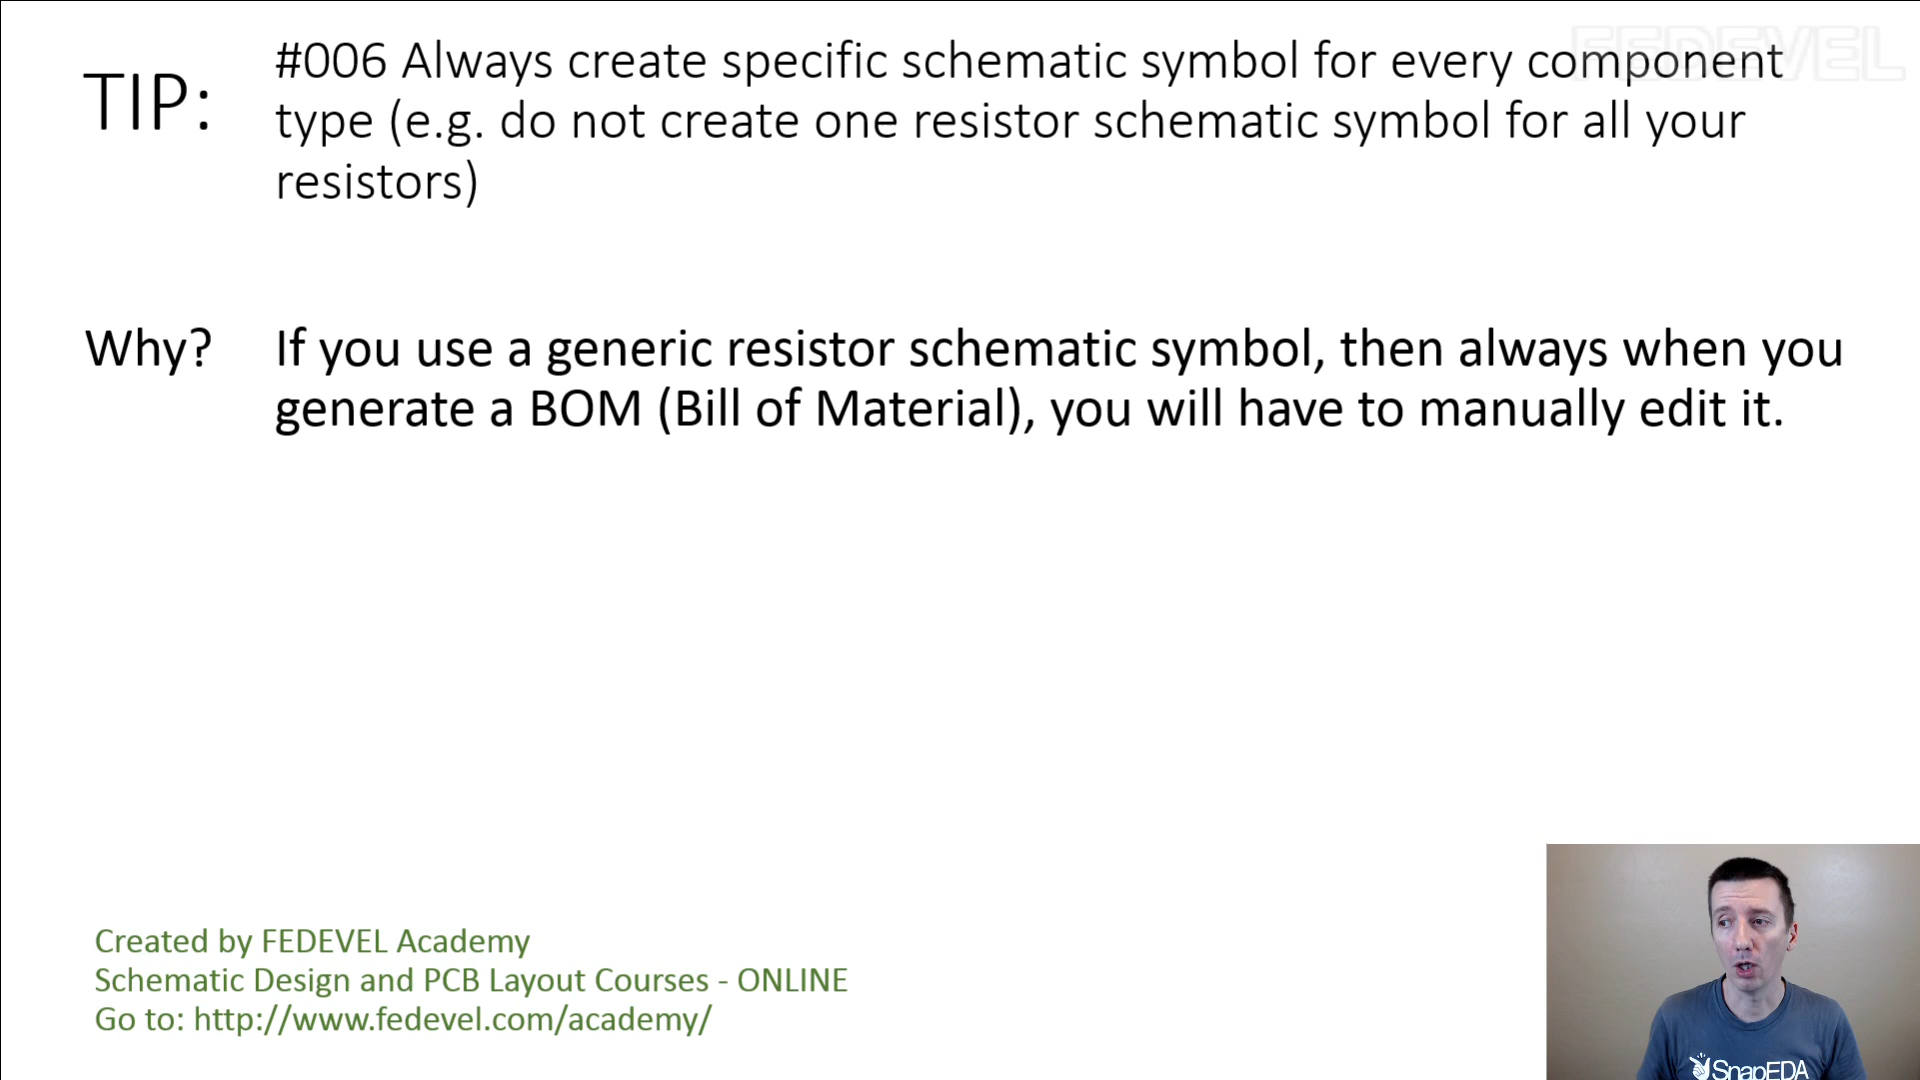 FEDEVEL
TIP:
#006 Always create specific schematic symbol for every component
type (e.g. do not create one resistor schematic symbol for all your
resistors)
Why?
If you use a generic resistor schematic symbol, then always when you
generate a BOM (Bill of Material), you will have to manually edit it.
Created by FEDEVEL Academy
Schematic Design and PCB Layout Courses - ONLINE
Go to: http://www.fedevel.com/academy/
SnapEDA